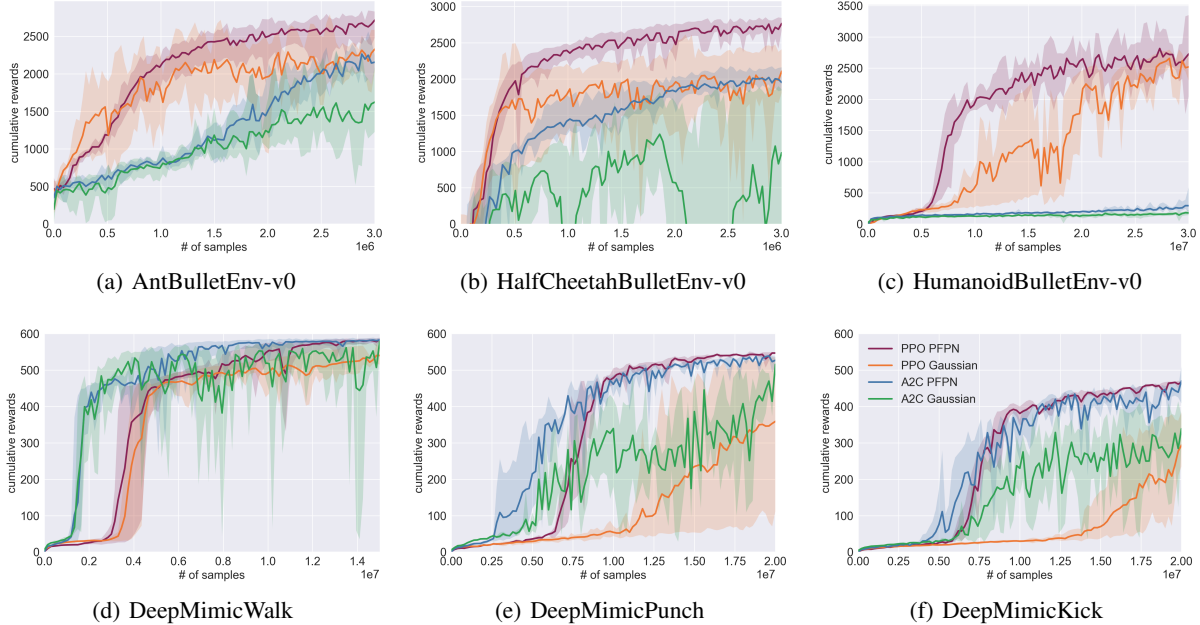 2500
2000
1500
1000
500
0
cumulative rewards
0.0 0.5 1.0 1.5 2.0 2.5 3.0
# of samples 1e6
(a) AntBulletEnv-v0
3000
2500
2000
1500
1000
500
0
cumulative rewards
0.0 0.5 1.0 1.5 2.0 2.5 3.0
# of samples 1e6
(b) HalfCheetahBulletEnv-v0
3500
3000
2500
2000
1500
1000
500
0
cumulative rewards
0.0 0.5 1.0 1.5 2.0 2.5 3.0
# of samples 1e7
(c) HumanoidBulletEnv-v0
600
500
400
300
200
100
0
cumulative rewards
0.0 0.2 0.4 0.6 0.8 1.0 1.2 1.4
# of samples 1e7
(d) DeepMimicWalk
600
500
400
300
200
100
0
cumulative rewards
0.00 0.25 0.50 0.75 1.00 1.25 1.50 1.75 2.00
# of samples 1e7
(e) DeepMimicPunch
600
500
400
300
200
100
0
cumulative rewards
PPO PFPN
PPO Gaussian
A2C PFPN
A2C Gaussian
0.00 0.25 0.50 0.75 1.00 1.25 1.50 1.75 2.00
# of samples 1e7
(f) DeepMimicKick